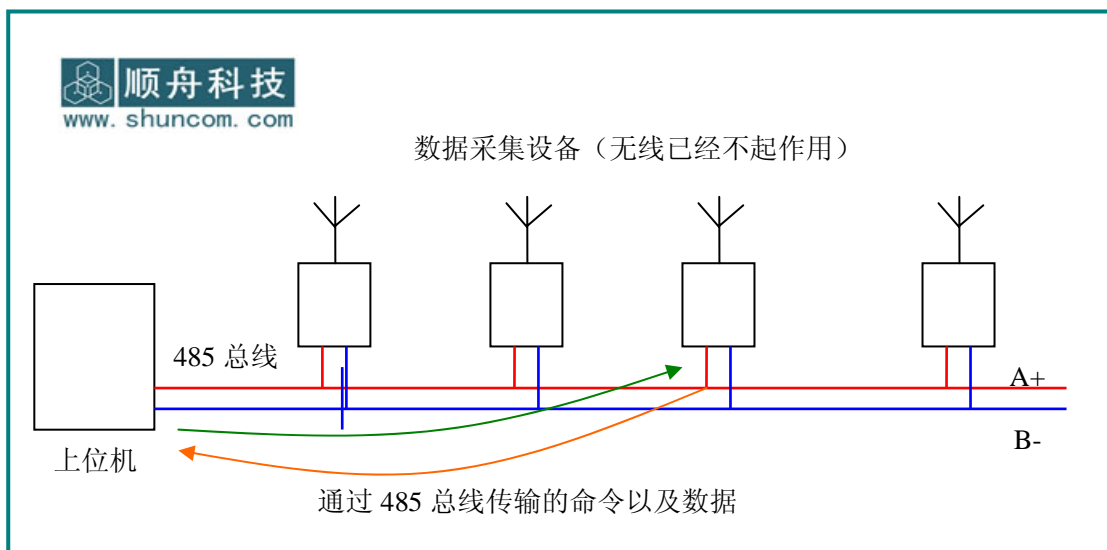 顺舟科技
www.shuncom.com
数据采集设备（无线已经不起作用）
485 总线
A+
B-
上位机
通过 485 总线传输的命令以及数据